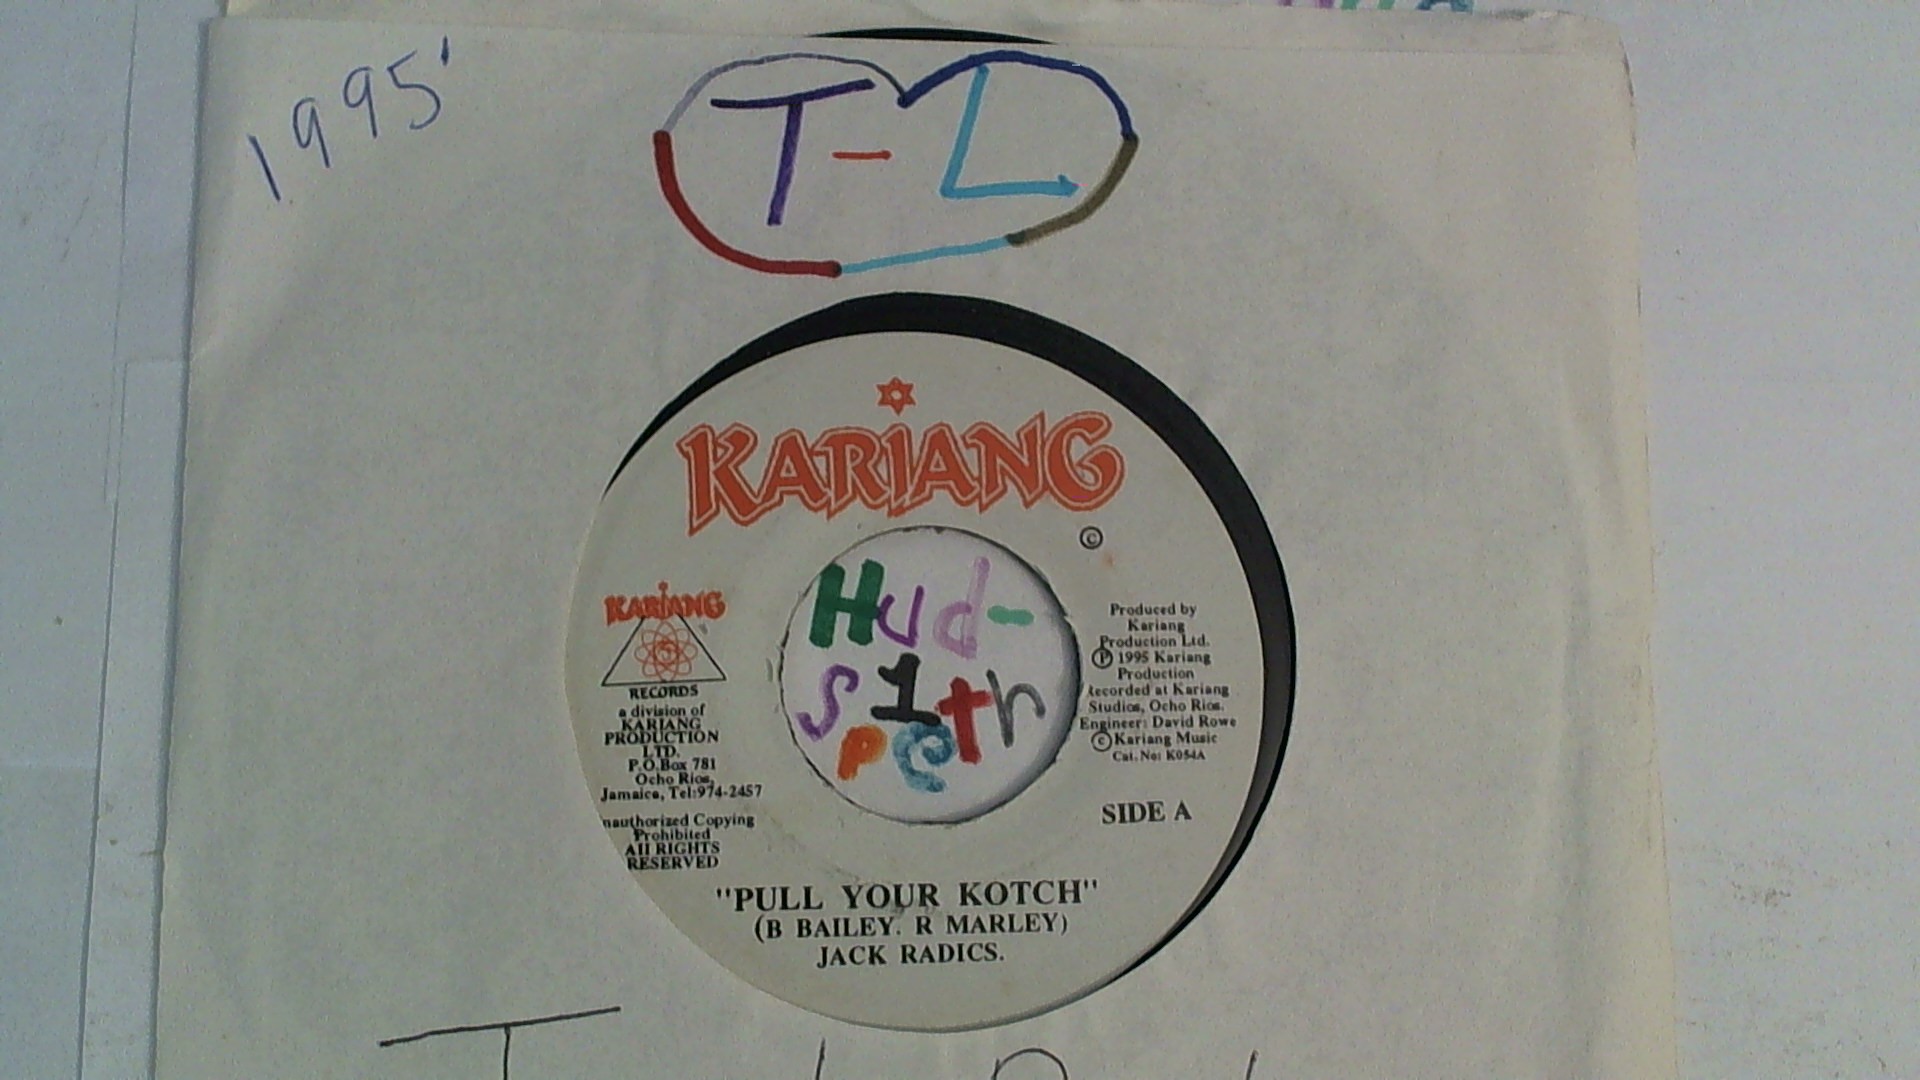 1995'
T-L
KARIANG
©
Hud-
s1th
pe
KARIANG
RECORDS
a division of
KARIANG
PRODUCTION
LTD.
P.O.Box 781
Ocho Rios,
Jamaica, Tel:974-2457
nauthorized Copying
Prohibited
All RIGHTS
RESERVED
Produced by
Kariang
Production Ltd.
Ⓟ 1995 Kariang
Production
Recorded at Kariang
Studios, Ocho Rios.
Engineer: David Rowe
© Kariang Music
Cat. No: K054A
SIDE A
"PULL YOUR KOTCH"
(B BAILEY. R MARLEY)
JACK RADICS.